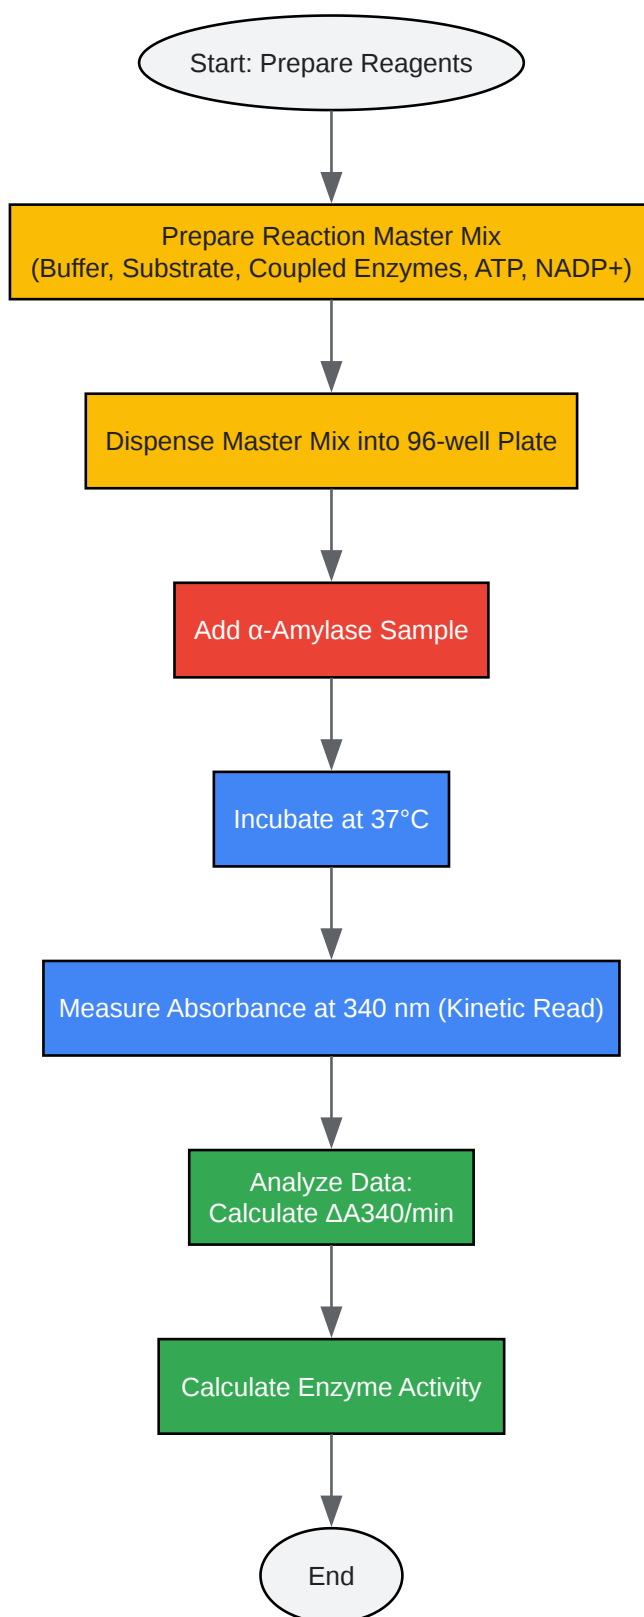 Start: Prepare Reagents
Prepare Reaction Master Mix
(Buffer, Substrate, Coupled Enzymes, ATP, NADP+)
Dispense Master Mix into 96-well Plate
Add α-Amylase Sample
Incubate at 37°C
Measure Absorbance at 340 nm (Kinetic Read)
Analyze Data:
Calculate ΔA340/min
Calculate Enzyme Activity
End